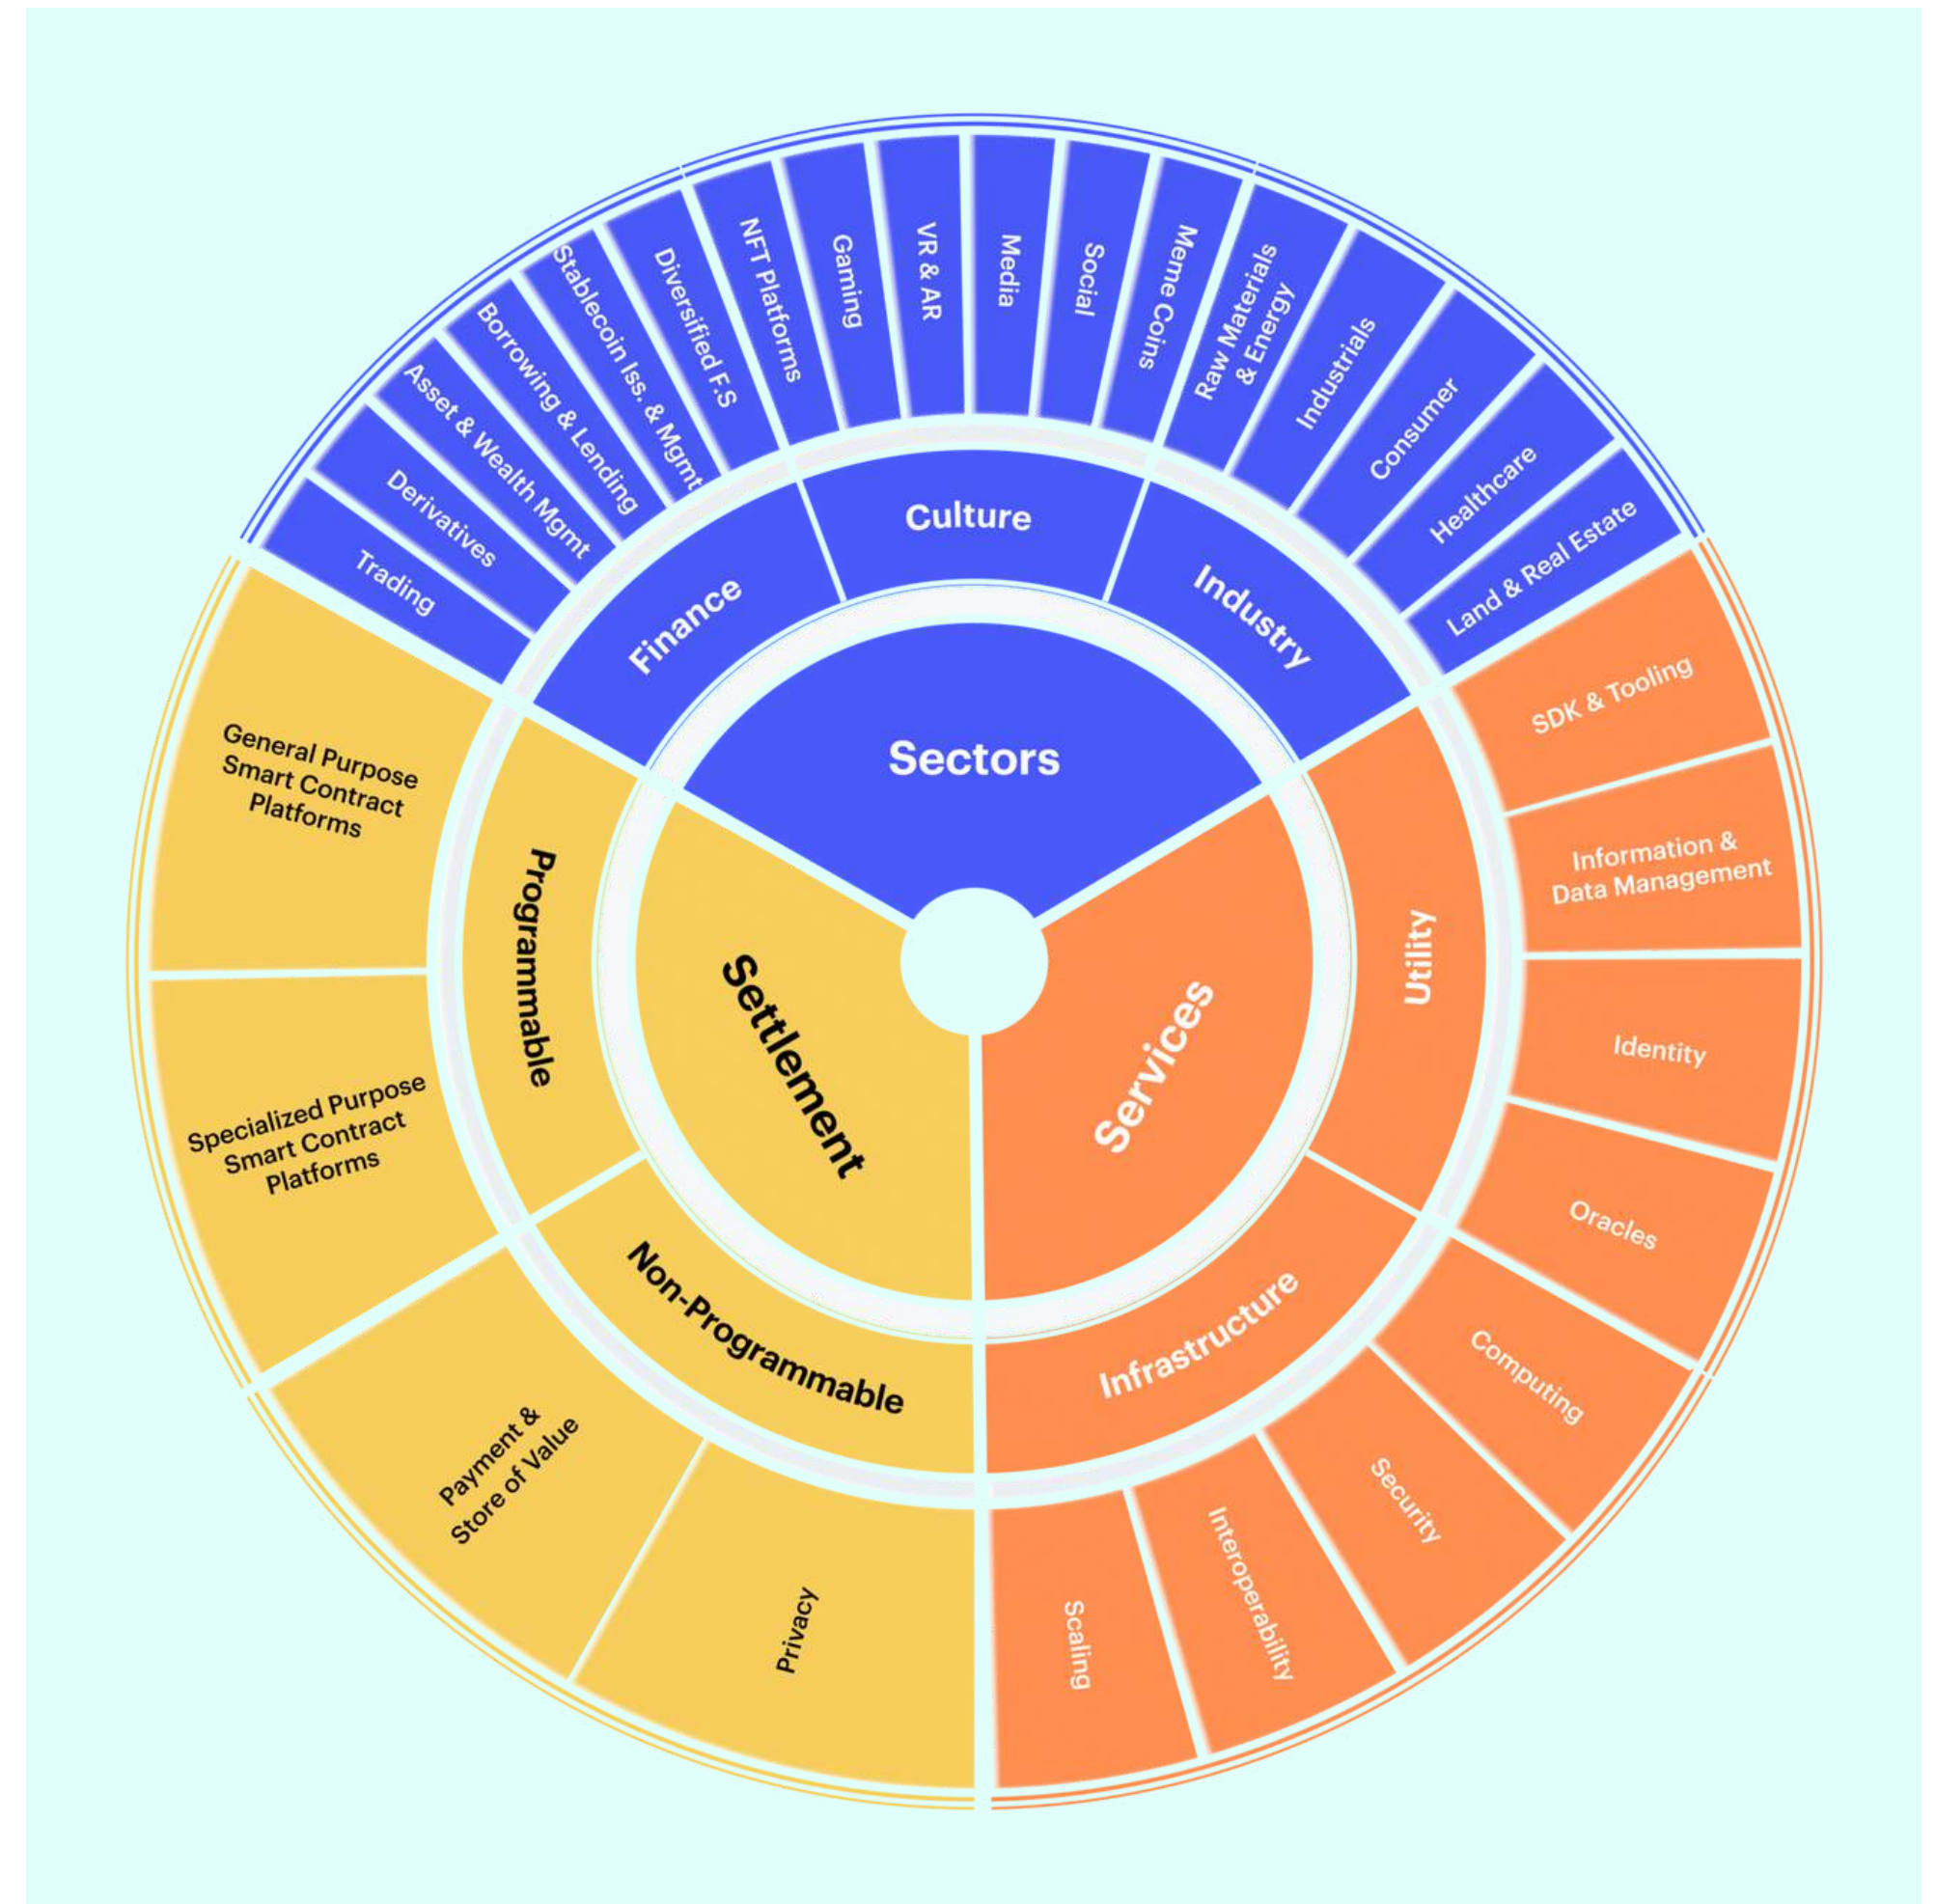 Sectors
Finance
Culture
Industry
Trading
Derivatives
Asset & Wealth Mgmt
Borrowing & Lending
Stablecoin Iss. & Mgmt
Diversified F.S
NFT Platforms
Gaming
VR & AR
Media
Social
Meme Coins
Raw Materials
& Energy
Industrials
Consumer
Healthcare
Land & Real Estate
Services
Utility
Infrastructure
SDK & Tooling
Information &
Data Management
Identity
Oracles
Computing
Security
Interoperability
Scaling
Settlement
Programmable
Non-Programmable
General Purpose
Smart Contract
Platforms
Specialized Purpose
Smart Contract
Platforms
Payment &
Store of Value
Privacy